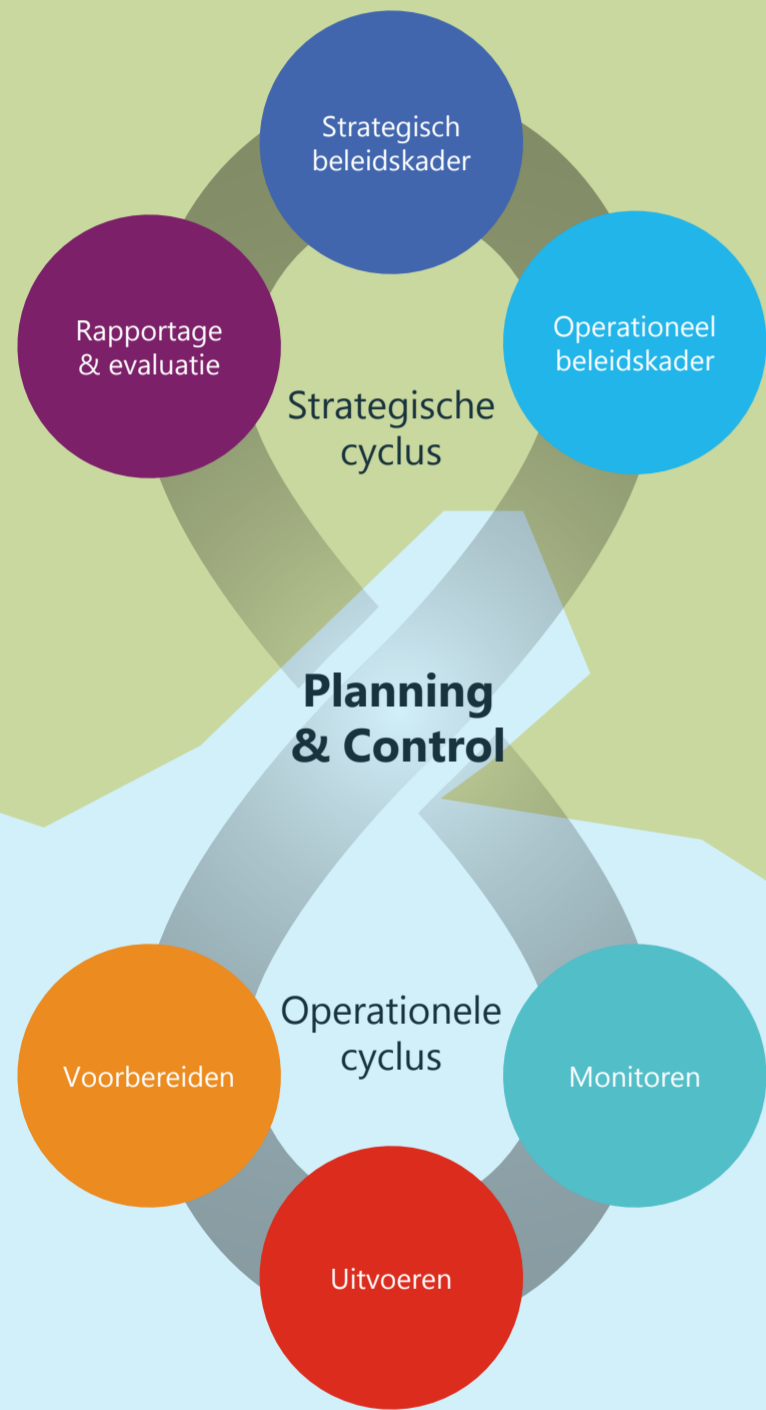 Strategisch
beleidskader
Rapportage
& evaluatie
Operationeel
beleidskader
Strategische
cyclus
Planning
& Control
Operationele
cyclus
Voorbereiden
Monitoren
Uitvoeren